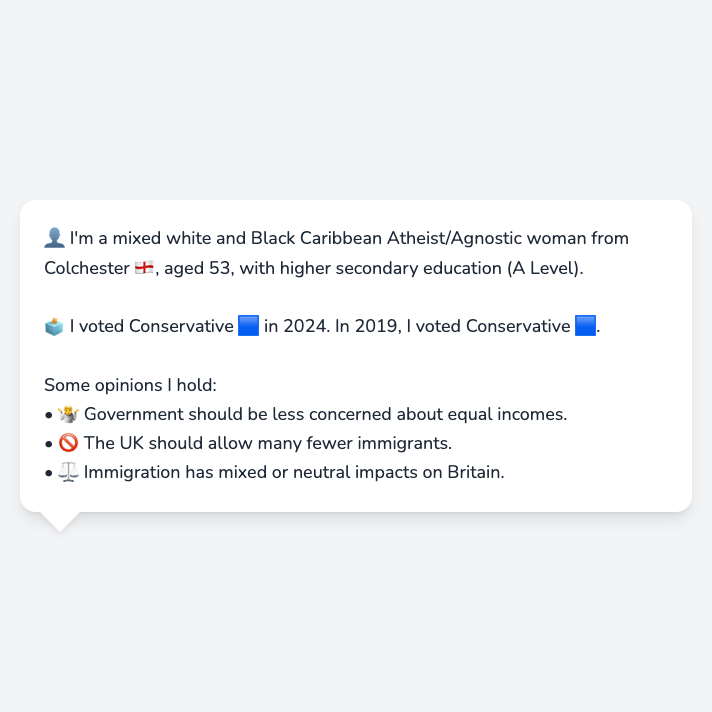 👤 I'm a mixed white and Black Caribbean Atheist/Agnostic woman from
Colchester 🏴󠁧󠁢󠁥󠁮󠁧󠁿, aged 53, with higher secondary education (A Level).
🗳️ I voted Conservative 🟦 in 2024. In 2019, I voted Conservative 🟦.
Some opinions I hold:
• 🤷 Government should be less concerned about equal incomes.
• 🚫 The UK should allow many fewer immigrants.
• ⚖️ Immigration has mixed or neutral impacts on Britain.